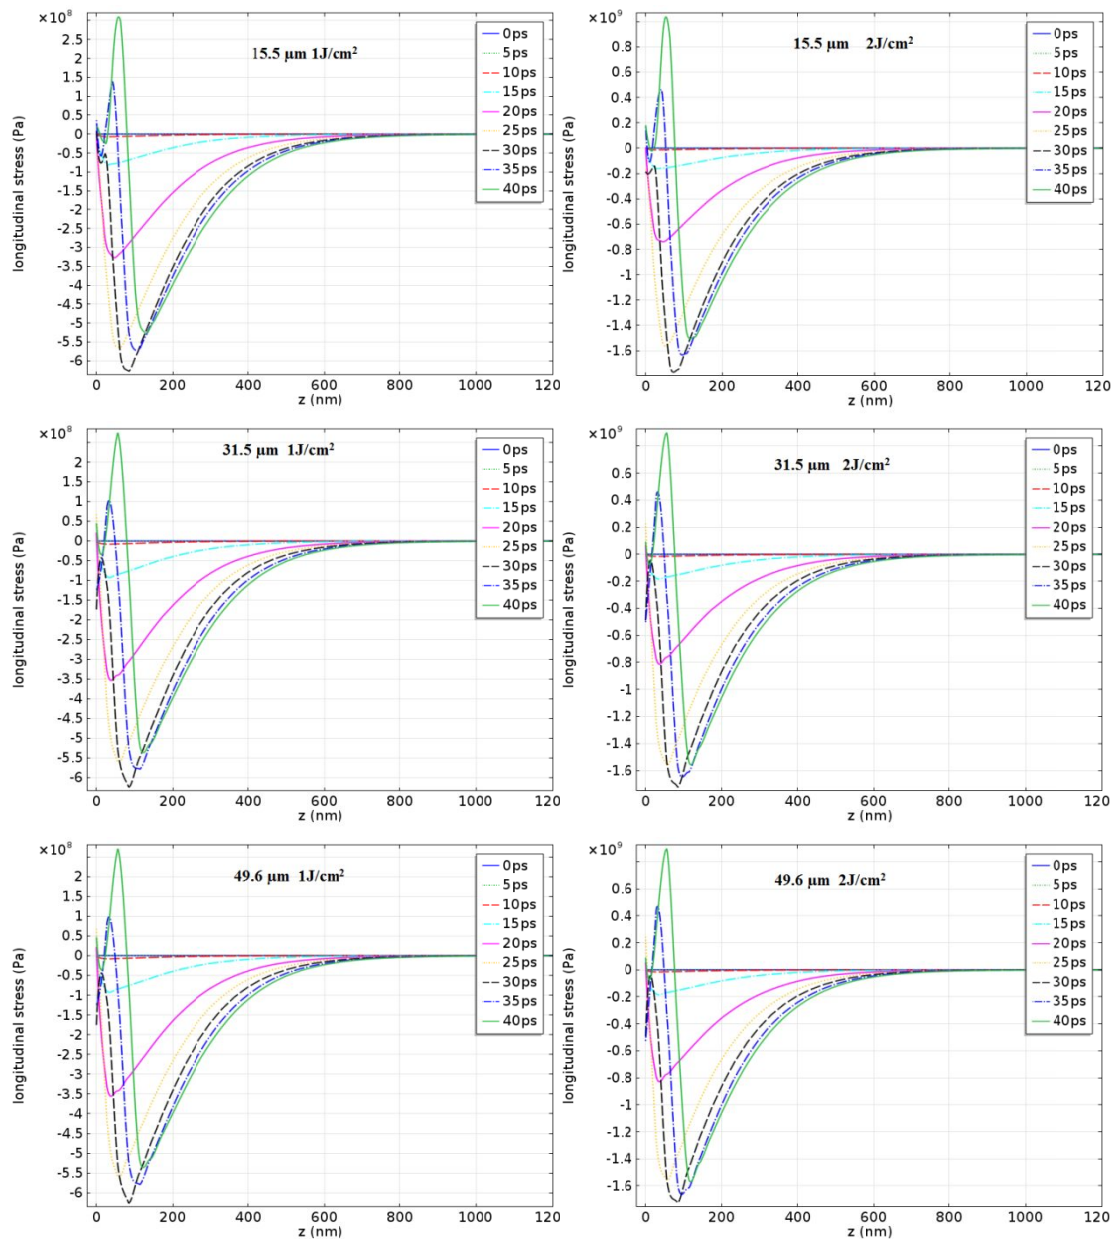 ×10⁸
15.5 μm 1J/cm²
longitudinal stress (Pa)
2.5
2
1.5
1
0.5
0
-0.5
-1
-1.5
-2
-2.5
-3
-3.5
-4
-4.5
-5
-5.5
-6
0
200
400
600
800
1000
120
z (nm)
0ps
5ps
10ps
15ps
20ps
25ps
30ps
35ps
40ps
×10⁹
15.5 μm 2J/cm²
longitudinal stress (Pa)
0.8
0.6
0.4
0.2
0
-0.2
-0.4
-0.6
-0.8
-1
-1.2
-1.4
-1.6
0
200
400
600
800
1000
120
z (nm)
0ps
5ps
10ps
15ps
20ps
25ps
30ps
35ps
40ps
×10⁸
31.5 μm 1J/cm²
longitudinal stress (Pa)
2
1.5
1
0.5
0
-0.5
-1
-1.5
-2
-2.5
-3
-3.5
-4
-4.5
-5
-5.5
-6
0
200
400
600
800
1000
120
z (nm)
0ps
5ps
10ps
15ps
20ps
25ps
30ps
35ps
40ps
×10⁹
31.5 μm 2J/cm²
longitudinal stress (Pa)
0.6
0.4
0.2
0
-0.2
-0.4
-0.6
-0.8
-1
-1.2
-1.4
-1.6
0
200
400
600
800
1000
120
z (nm)
0ps
5ps
10ps
15ps
20ps
25ps
30ps
35ps
40ps
×10⁸
49.6 μm 1J/cm²
longitudinal stress (Pa)
2
1.5
1
0.5
0
-0.5
-1
-1.5
-2
-2.5
-3
-3.5
-4
-4.5
-5
-5.5
-6
0
200
400
600
800
1000
120
z (nm)
0ps
5ps
10ps
15ps
20ps
25ps
30ps
35ps
40ps
×10⁹
49.6 μm 2J/cm²
longitudinal stress (Pa)
0.6
0.4
0.2
0
-0.2
-0.4
-0.6
-0.8
-1
-1.2
-1.4
-1.6
0
200
400
600
800
1000
120
z (nm)
0ps
5ps
10ps
15ps
20ps
25ps
30ps
35ps
40ps